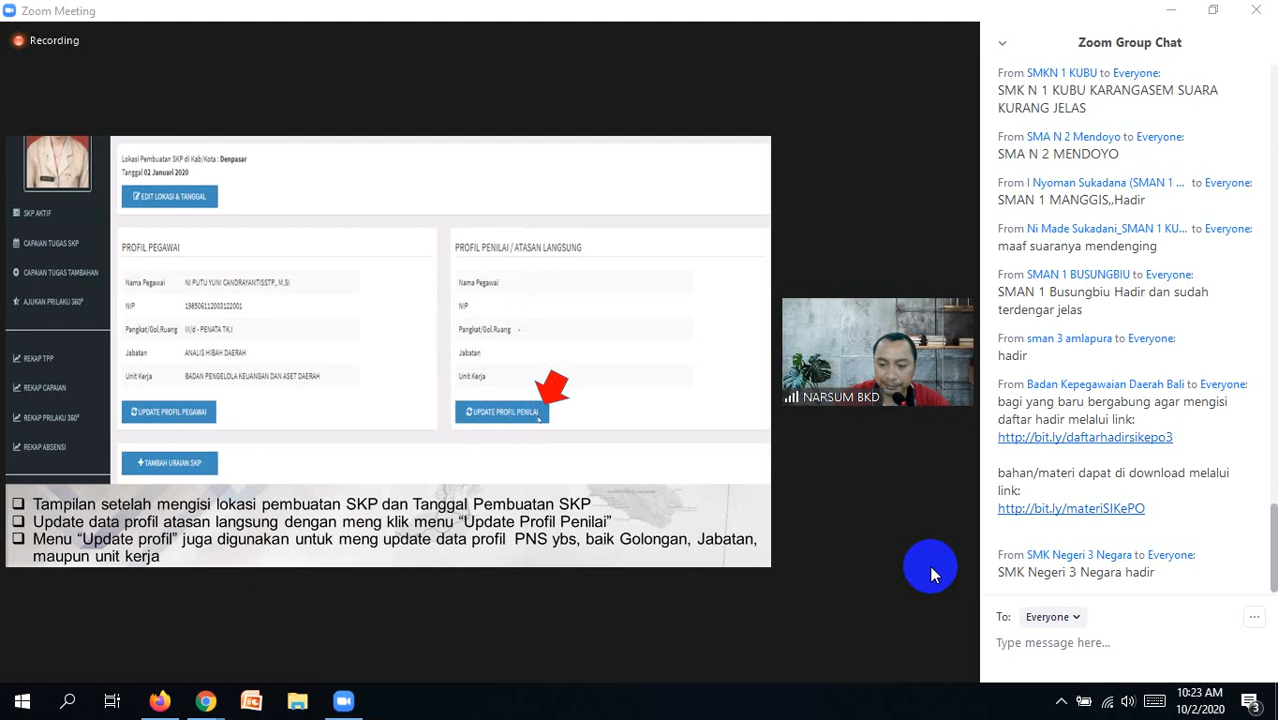 Zoom Meeting
Recording
Lokasi Pembuatan SKP di Kab/Kota : Denpasar
Tanggal 02 Januari 2020
EDIT LOKASI & TANGGAL
SKP AKTIF
CAPAIAN TUGAS SKP
CAPAIAN TUGAS TAMBAHAN
AJUKAN PRILAKU 360°
REKAP TPP
REKAP CAPAIAN
REKAP PRILAKU 360°
REKAP ABSENSI
PROFIL PEGAWAI
Nama Pegawai NI PUTU YUNI CANDRAYANTISSTP., M.SI
NIP 198506112003122001
Pangkat/Gol.Ruang III/d - PENATA TK.I
Jabatan ANALIS HIBAH DAERAH
Unit Kerja BADAN PENGELOLA KEUANGAN DAN ASET DAERAH
UPDATE PROFIL PEGAWAI
PROFIL PENILAI / ATASAN LANGSUNG
Nama Pegawai
NIP
Pangkat/Gol.Ruang -
Jabatan
Unit Kerja
UPDATE PROFIL PENILAI
+TAMBAH URAIAN SKP
Tampilan setelah mengisi lokasi pembuatan SKP dan Tanggal Pembuatan SKP
Update data profil atasan langsung dengan meng klik menu “Update Profil Penilai”
Menu “Update profil” juga digunakan untuk meng update data profil PNS ybs, baik Golongan, Jabatan,
maupun unit kerja
NARSUM BKD
Zoom Group Chat
From SMKN 1 KUBU to Everyone:
SMK N 1 KUBU KARANGASEM SUARA
KURANG JELAS
From SMA N 2 Mendoyo to Everyone:
SMA N 2 MENDOYO
From I Nyoman Sukadana (SMAN 1 ... to Everyone:
SMAN 1 MANGGIS,,Hadir
From Ni Made Sukadani_SMAN 1 KU... to Everyone:
maaf suaranya mendenging
From SMAN 1 BUSUNGBIU to Everyone:
SMAN 1 Busungbiu Hadir dan sudah
terdengar jelas
From sman 3 amlapura to Everyone:
hadir
From Badan Kepegawaian Daerah Bali to Everyone:
bagi yang baru bergabung agar mengisi
daftar hadir melalui link:
http://bit.ly/daftarhadirsikepo3
bahan/materi dapat di download melalui
link:
http://bit.ly/materiSIKePO
From SMK Negeri 3 Negara to Everyone:
SMK Negeri 3 Negara hadir
To: Everyone
Type message here...
10:23 AM
10/2/2020
3